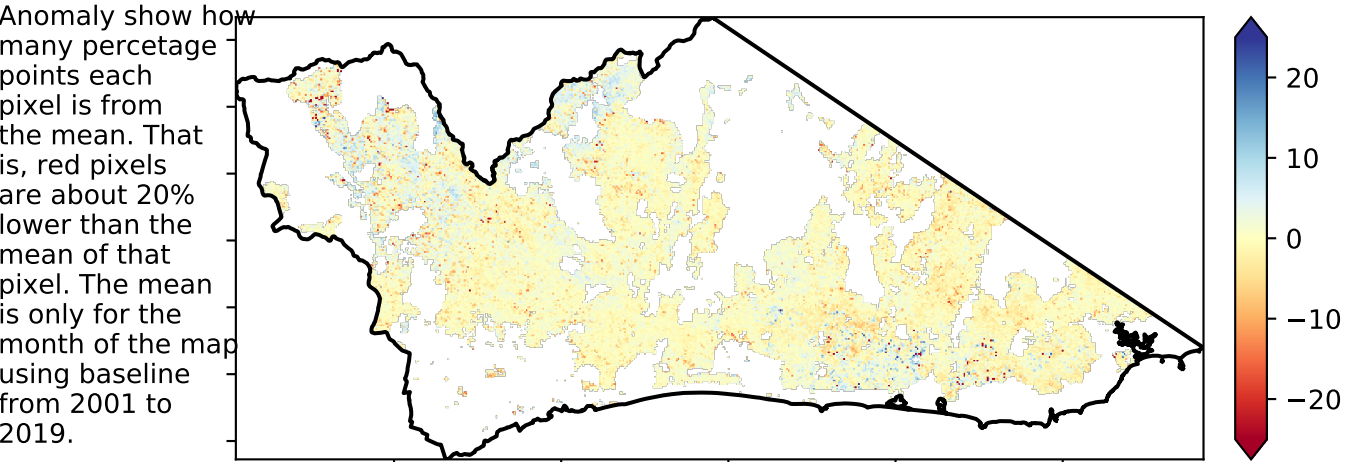 Anomaly show how
many percetage
points each
pixel is from
the mean. That
is, red pixels
are about 20%
lower than the
mean of that
pixel. The mean
is only for the
month of the map
using baseline
from 2001 to
2019.
20
10
0
−10
−20